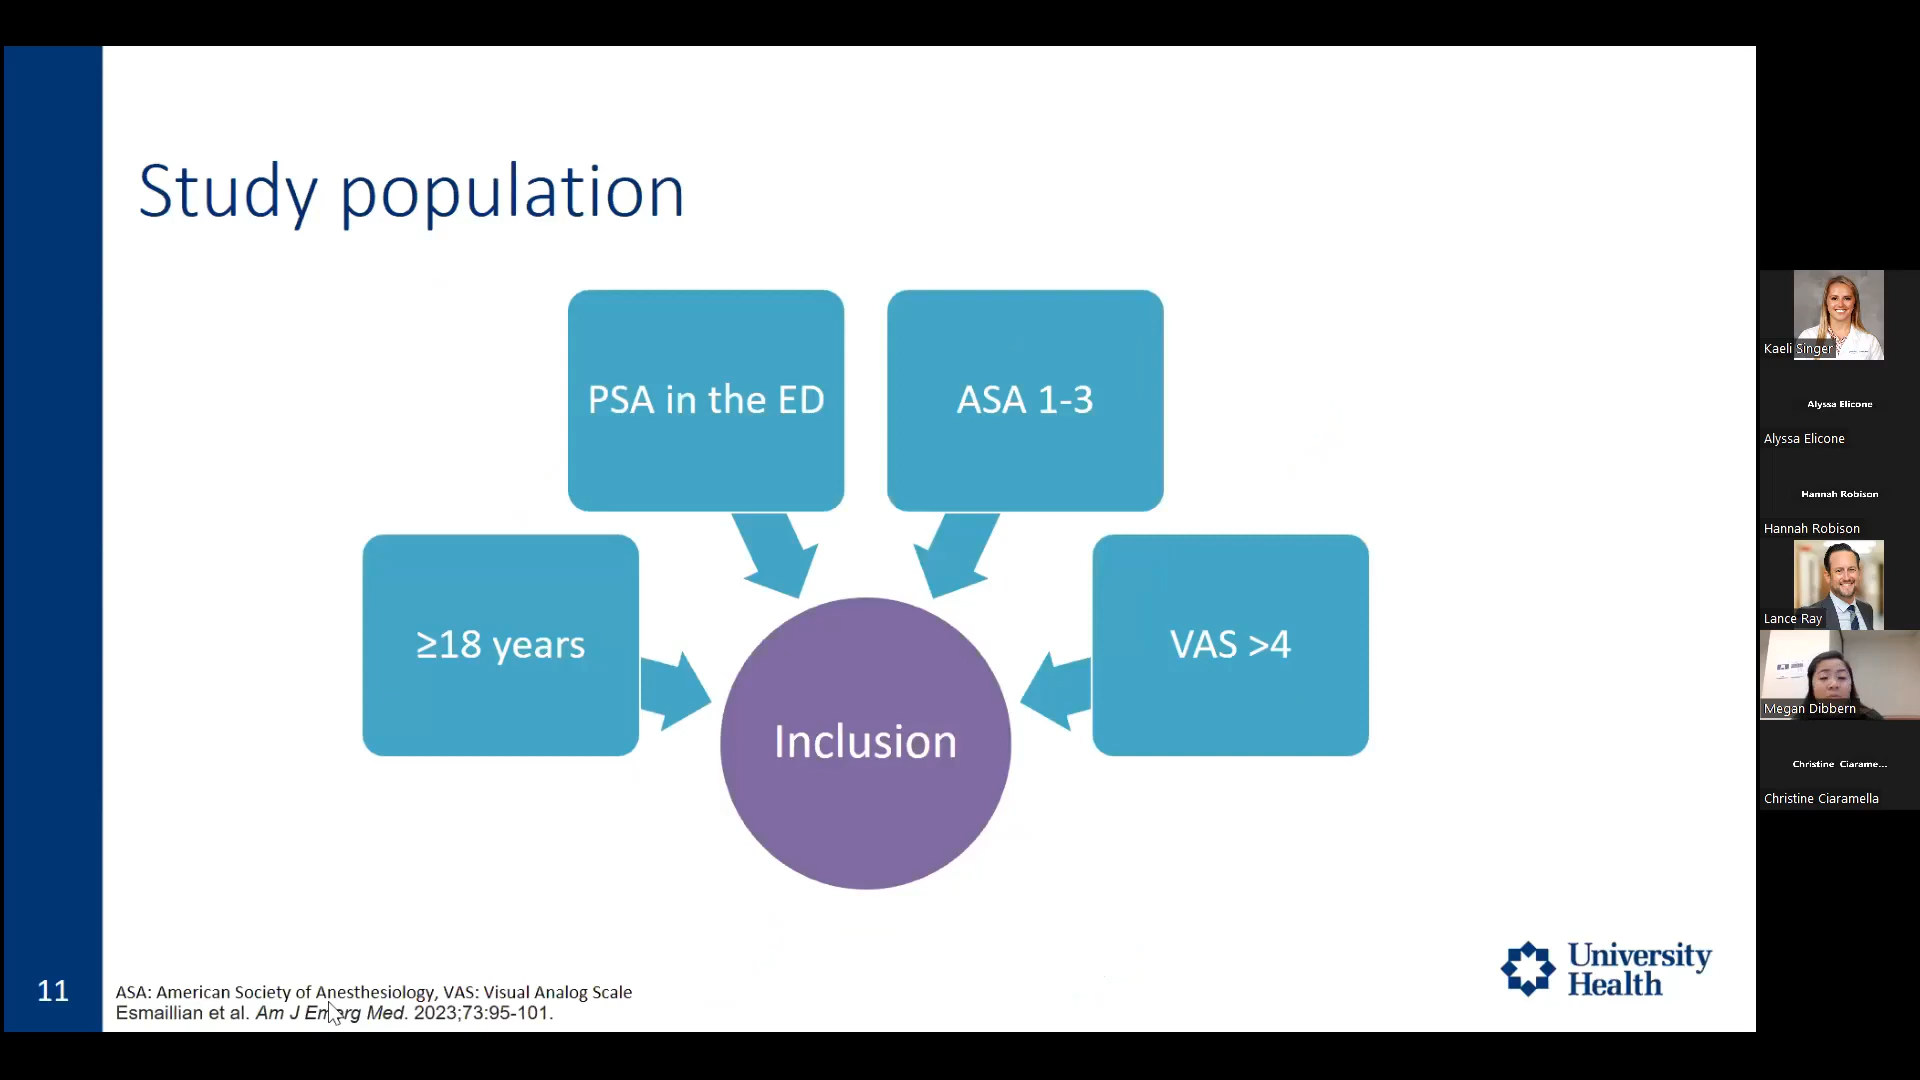 Study population
PSA in the ED
ASA 1-3
≥18 years
VAS >4
Inclusion
11
ASA: American Society of Anesthesiology, VAS: Visual Analog Scale
Esmaillian et al. Am J Emerg Med. 2023;73:95-101.
University
Health
Kaeli Singer
Alyssa Elicone
Alyssa Elicone
Hannah Robison
Hannah Robison
Lance Ray
Megan Dibbern
Christine Ciarame...
Christine Ciaramella